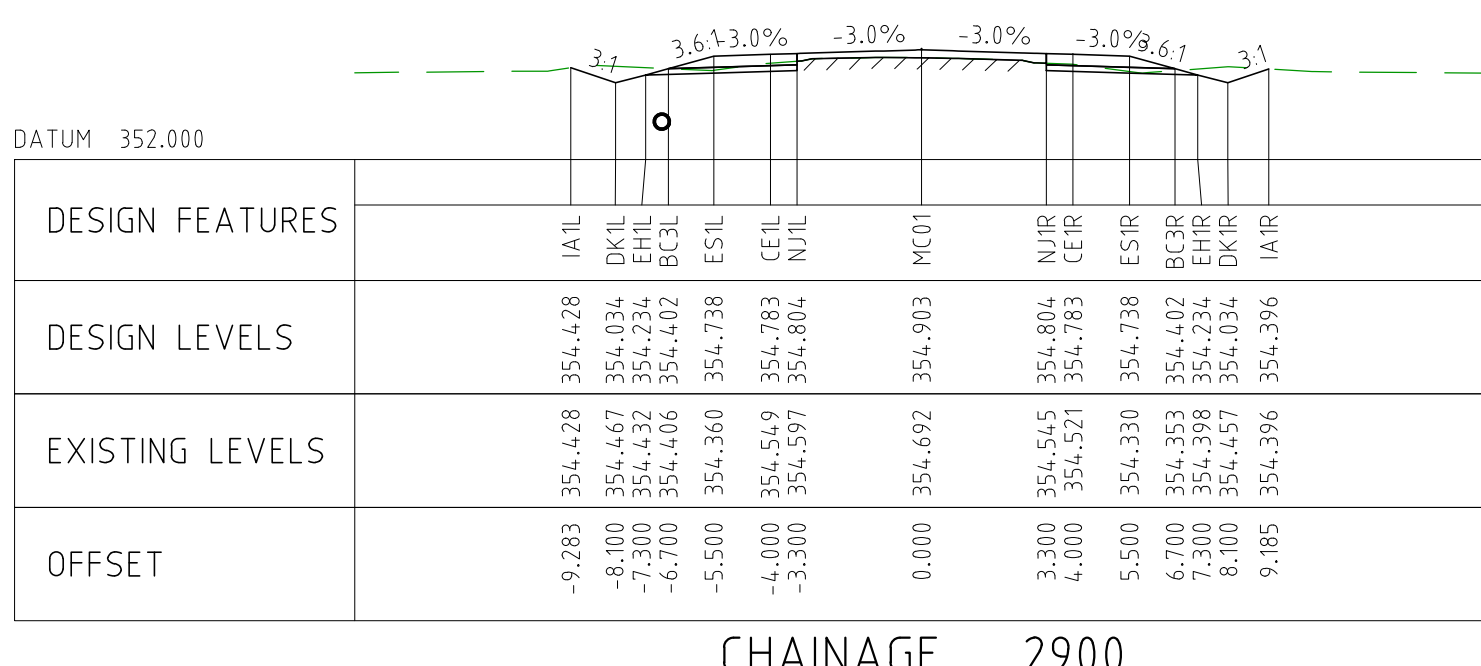 3:1 3.6:1 -3.0% -3.0% -3.0% -3.0% 3.6:1 3:1
DATUM 352.000
DESIGN FEATURES IA1L DK1L EH1L BC3L ES1L CE1L NJ1L MC01 NJ1R CE1R ES1R BC3R EH1R DK1R IA1R
DESIGN LEVELS 354.428 354.034 354.234 354.402 354.738 354.783 354.804 354.903 354.804 354.783 354.738 354.402 354.234 354.034 354.396
EXISTING LEVELS 354.428 354.467 354.432 354.406 354.360 354.549 354.597 354.692 354.545 354.521 354.330 354.353 354.398 354.457 354.396
OFFSET -9.283 -8.100 -7.300 -6.700 -5.500 -4.000 -3.300 0.000 3.300 4.000 5.500 6.700 7.300 8.100 9.185
CHAINAGE 2900